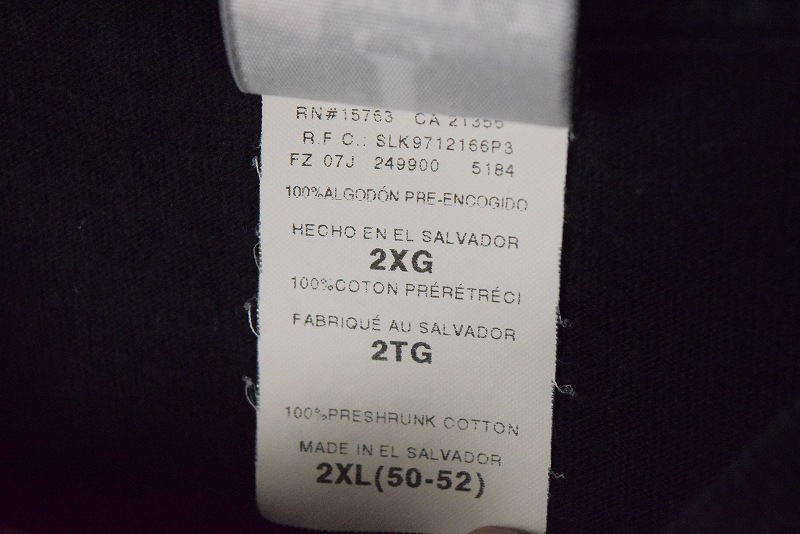 RN#15763 CA 21356
R.F C.: SLK9712166P3
FZ 07J 249900 5184
100%ALGODÓN PRE-ENCOGIDO
HECHO EN EL SALVADOR
2XG
100%COTON PRÉRÉTRÉCI
FABRIQUÉ AU SALVADOR
2TG
100%PRESHRUNK COTTON
MADE IN EL SALVADOR
2XL(50-52)